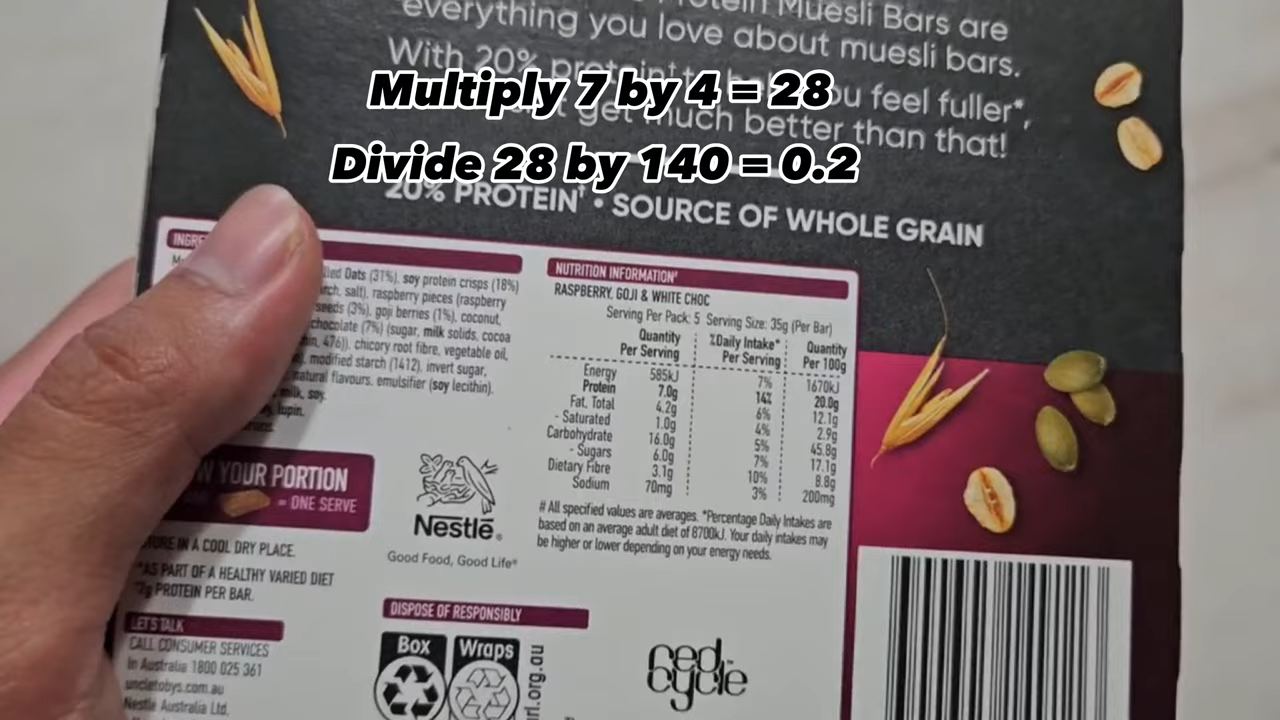 Protein Muesli Bars are
everything you love about muesli bars.
With 20% protein† to help you feel fuller*,
get much better than that!
Multiply 7 by 4 = 28
Divide 28 by 140 = 0.2
20% PROTEIN† • SOURCE OF WHOLE GRAIN
Oats (31%), soy protein crisps (18%)
salt), raspberry pieces (raspberry
seeds (3%), goji berries (1%), coconut,
chocolate (7%) (sugar, milk solids, cocoa
476)), chicory root fibre, vegetable oil,
modified starch (1412), invert sugar,
natural flavours, emulsifier (soy lecithin).
milk, soy.
lupin.
YOUR PORTION
= ONE SERVE
IN A COOL DRY PLACE.
*AS PART OF A HEALTHY VARIED DIET
PROTEIN PER BAR.
LET'S TALK
CALL CONSUMER SERVICES
In Australia 1800 025 361
uncletobys.com.au
Nestlé Australia Ltd.
NUTRITION INFORMATION#
RASPBERRY, GOJI & WHITE CHOC
Serving Per Pack: 5 Serving Size: 35g (Per Bar)
Quantity Per Serving %Daily Intake* Per Serving Quantity Per 100g
Energy 585kJ 7% 1670kJ
Protein 7.0g 14% 20.0g
Fat, Total 4.2g 6% 12.1g
- Saturated 1.0g 4% 2.9g
Carbohydrate 16.0g 5% 45.8g
- Sugars 6.0g 7% 17.1g
Dietary Fibre 3.1g 10% 8.8g
Sodium 70mg 3% 200mg
# All specified values are averages. *Percentage Daily Intakes are
based on an average adult diet of 8700kJ. Your daily intakes may
be higher or lower depending on your energy needs.
Nestlé®
Good Food, Good Life®
DISPOSE OF RESPONSIBLY
Box
Wraps
arl.org.au
red cycle™